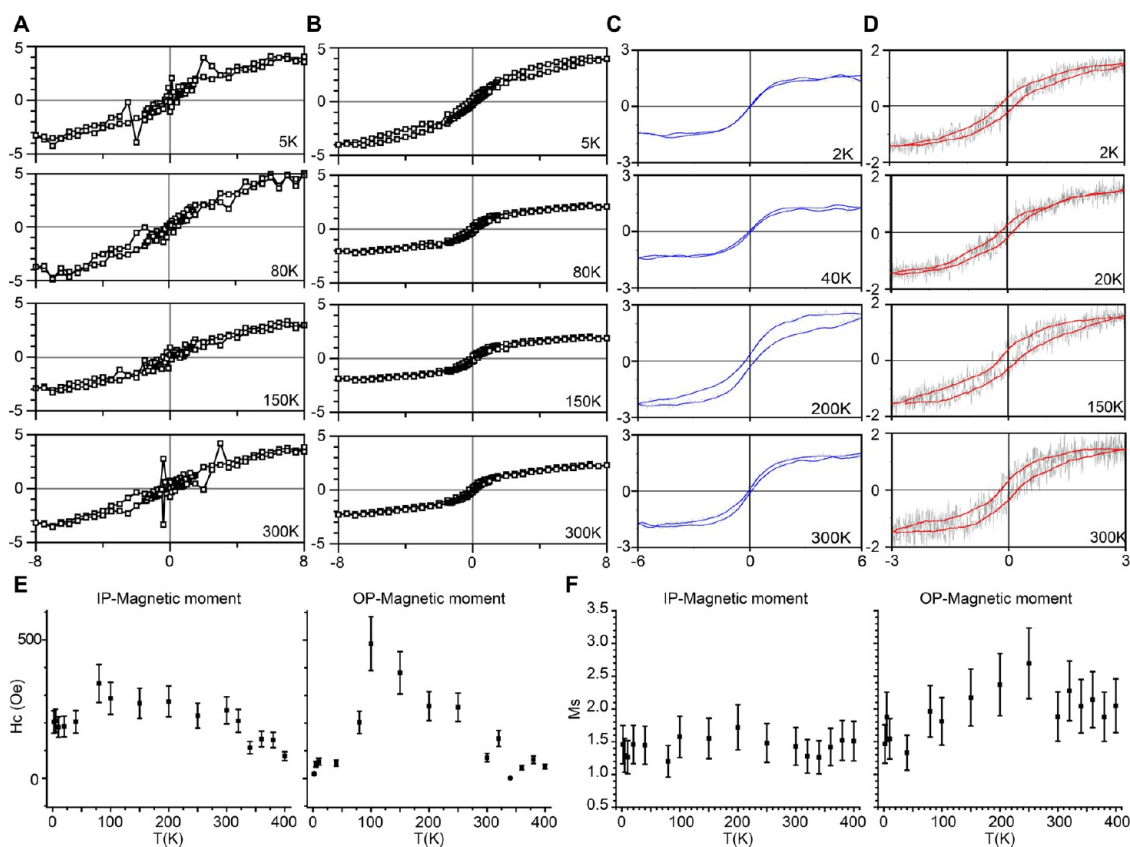 A B C D
5 5 3 2
0 0 0 0
-5 5K -5 5K -3 2K -2 2K
5 5 3 2
0 0 0 0
-5 80K -5 80K -3 40K -2 20K
5 5 3 2
0 0 0 0
-5 150K -5 150K -3 200K -2 150K
5 5 3 2
0 0 0 0
-5 300K -5 300K -3 300K -2 300K
-8 0 8 -8 0 8 -6 0 6 -3 0 3
E F
IP-Magnetic moment OP-Magnetic moment IP-Magnetic moment OP-Magnetic moment
Hc (Oe)
500
0
Ms
3.5
3.0
2.5
2.0
1.5
1.0
0.5
0 100 200 300 400 0 100 200 300 400 0 100 200 300 400 0 100 200 300 400
T(K) T(K) T(K) T(K)